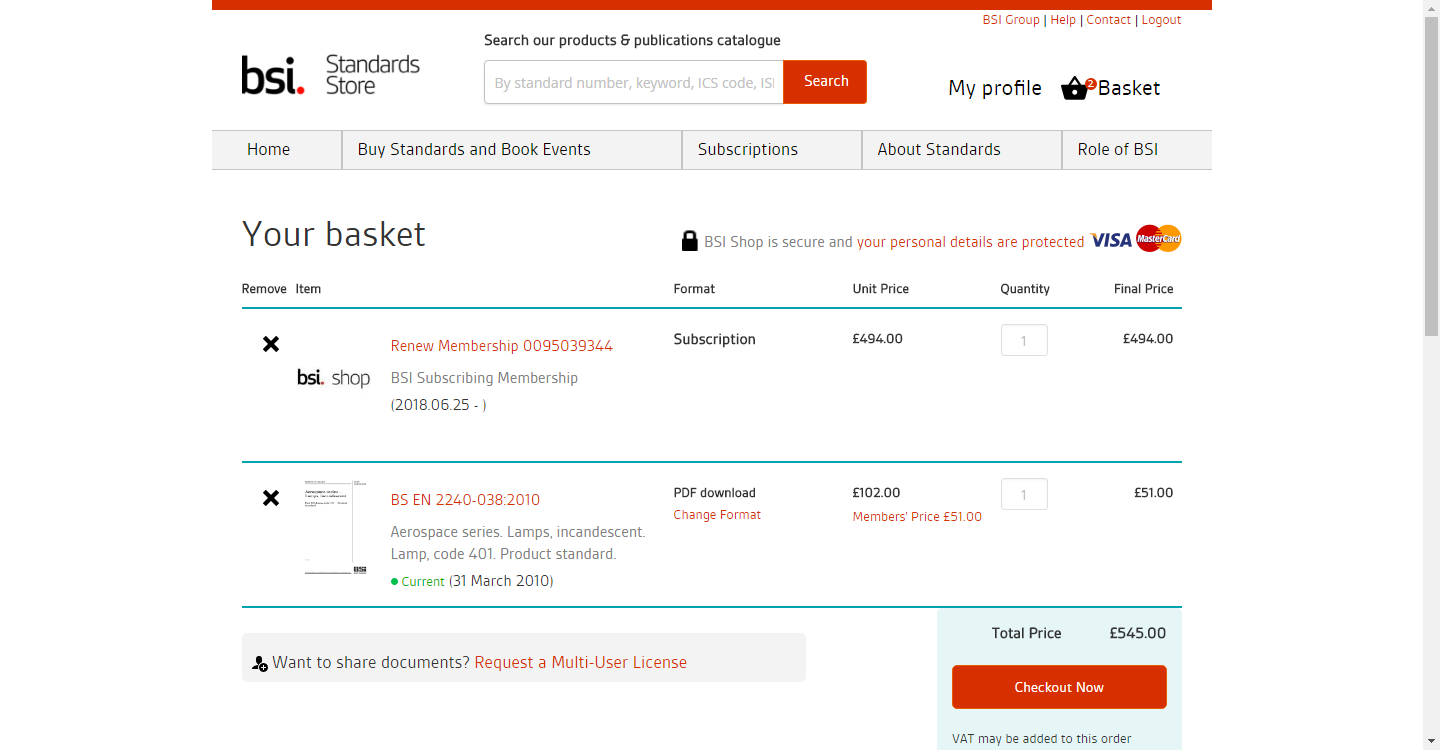 BSI Group | Help | Contact | Logout
Search our products & publications catalogue
bsi. Standards Store
By standard number, keyword, ICS code, ISI
Search
My profile
2
Basket
Home
Buy Standards and Book Events
Subscriptions
About Standards
Role of BSI
Your basket
BSI Shop is secure and your personal details are protected
VISA
MasterCard
Remove Item Format Unit Price Quantity Final Price
Renew Membership 0095039344
Subscription
£494.00
1
£494.00
bsi. shop
BSI Subscribing Membership
(2018.06.25 - )
BS EN 2240-038:2010
PDF download
£102.00
1
£51.00
Change Format
Members' Price £51.00
Aerospace series. Lamps, incandescent.
Lamp, code 401. Product standard.
Current (31 March 2010)
BSI
Total Price £545.00
Want to share documents? Request a Multi-User License
Checkout Now
VAT may be added to this order